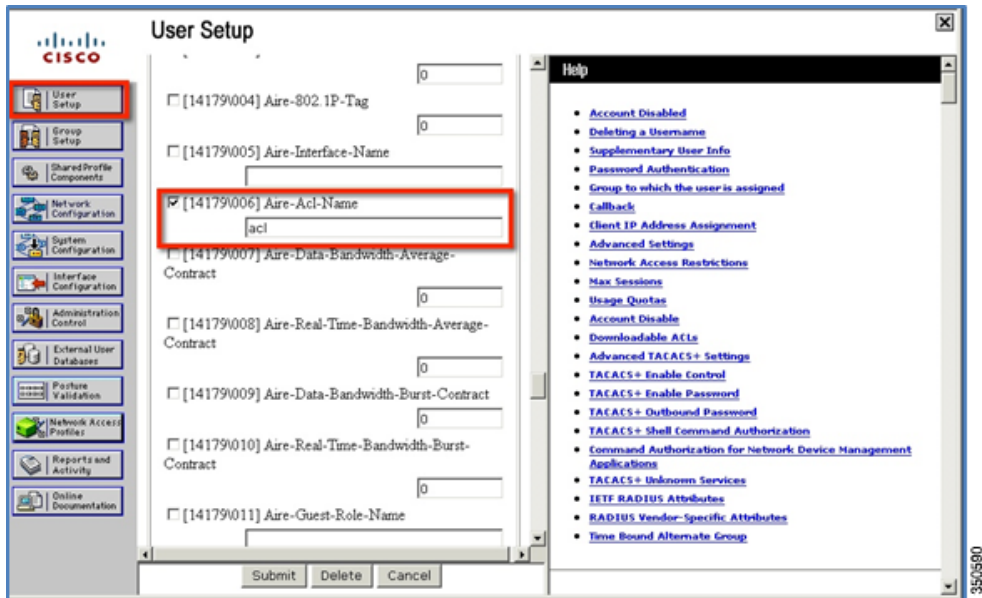 User Setup
CISCO
User
Setup
Group
Setup
Shared Profile
Components
Network
Configuration
System
Configuration
Interface
Configuration
Administration
Control
External User
Databases
Posture
Validation
Network Access
Profiles
Reports and
Activity
Online
Documentation
0
[14179\004] Aire-802.1P-Tag
0
[14179\005] Aire-Interface-Name
[14179\006] Aire-Acl-Name
acl
[14179\007] Aire-Data-Bandwidth-Average-
Contract
0
[14179\008] Aire-Real-Time-Bandwidth-Average-
Contract
0
[14179\009] Aire-Data-Bandwidth-Burst-Contract
0
[14179\010] Aire-Real-Time-Bandwidth-Burst-
Contract
0
[14179\011] Aire-Guest-Role-Name
Submit
Delete
Cancel
Help
Account Disabled
Deleting a Username
Supplementary User Info
Password Authentication
Group to which the user is assigned
Callback
Client IP Address Assignment
Advanced Settings
Network Access Restrictions
Max Sessions
Usage Quotas
Account Disable
Downloadable ACLs
Advanced TACACS+ Settings
TACACS+ Enable Control
TACACS+ Enable Password
TACACS+ Outbound Password
TACACS+ Shell Command Authorization
Command Authorization for Network Device Management
Applications
TACACS+ Unknown Services
IETF RADIUS Attributes
RADIUS Vendor-Specific Attributes
Time Bound Alternate Group
350590